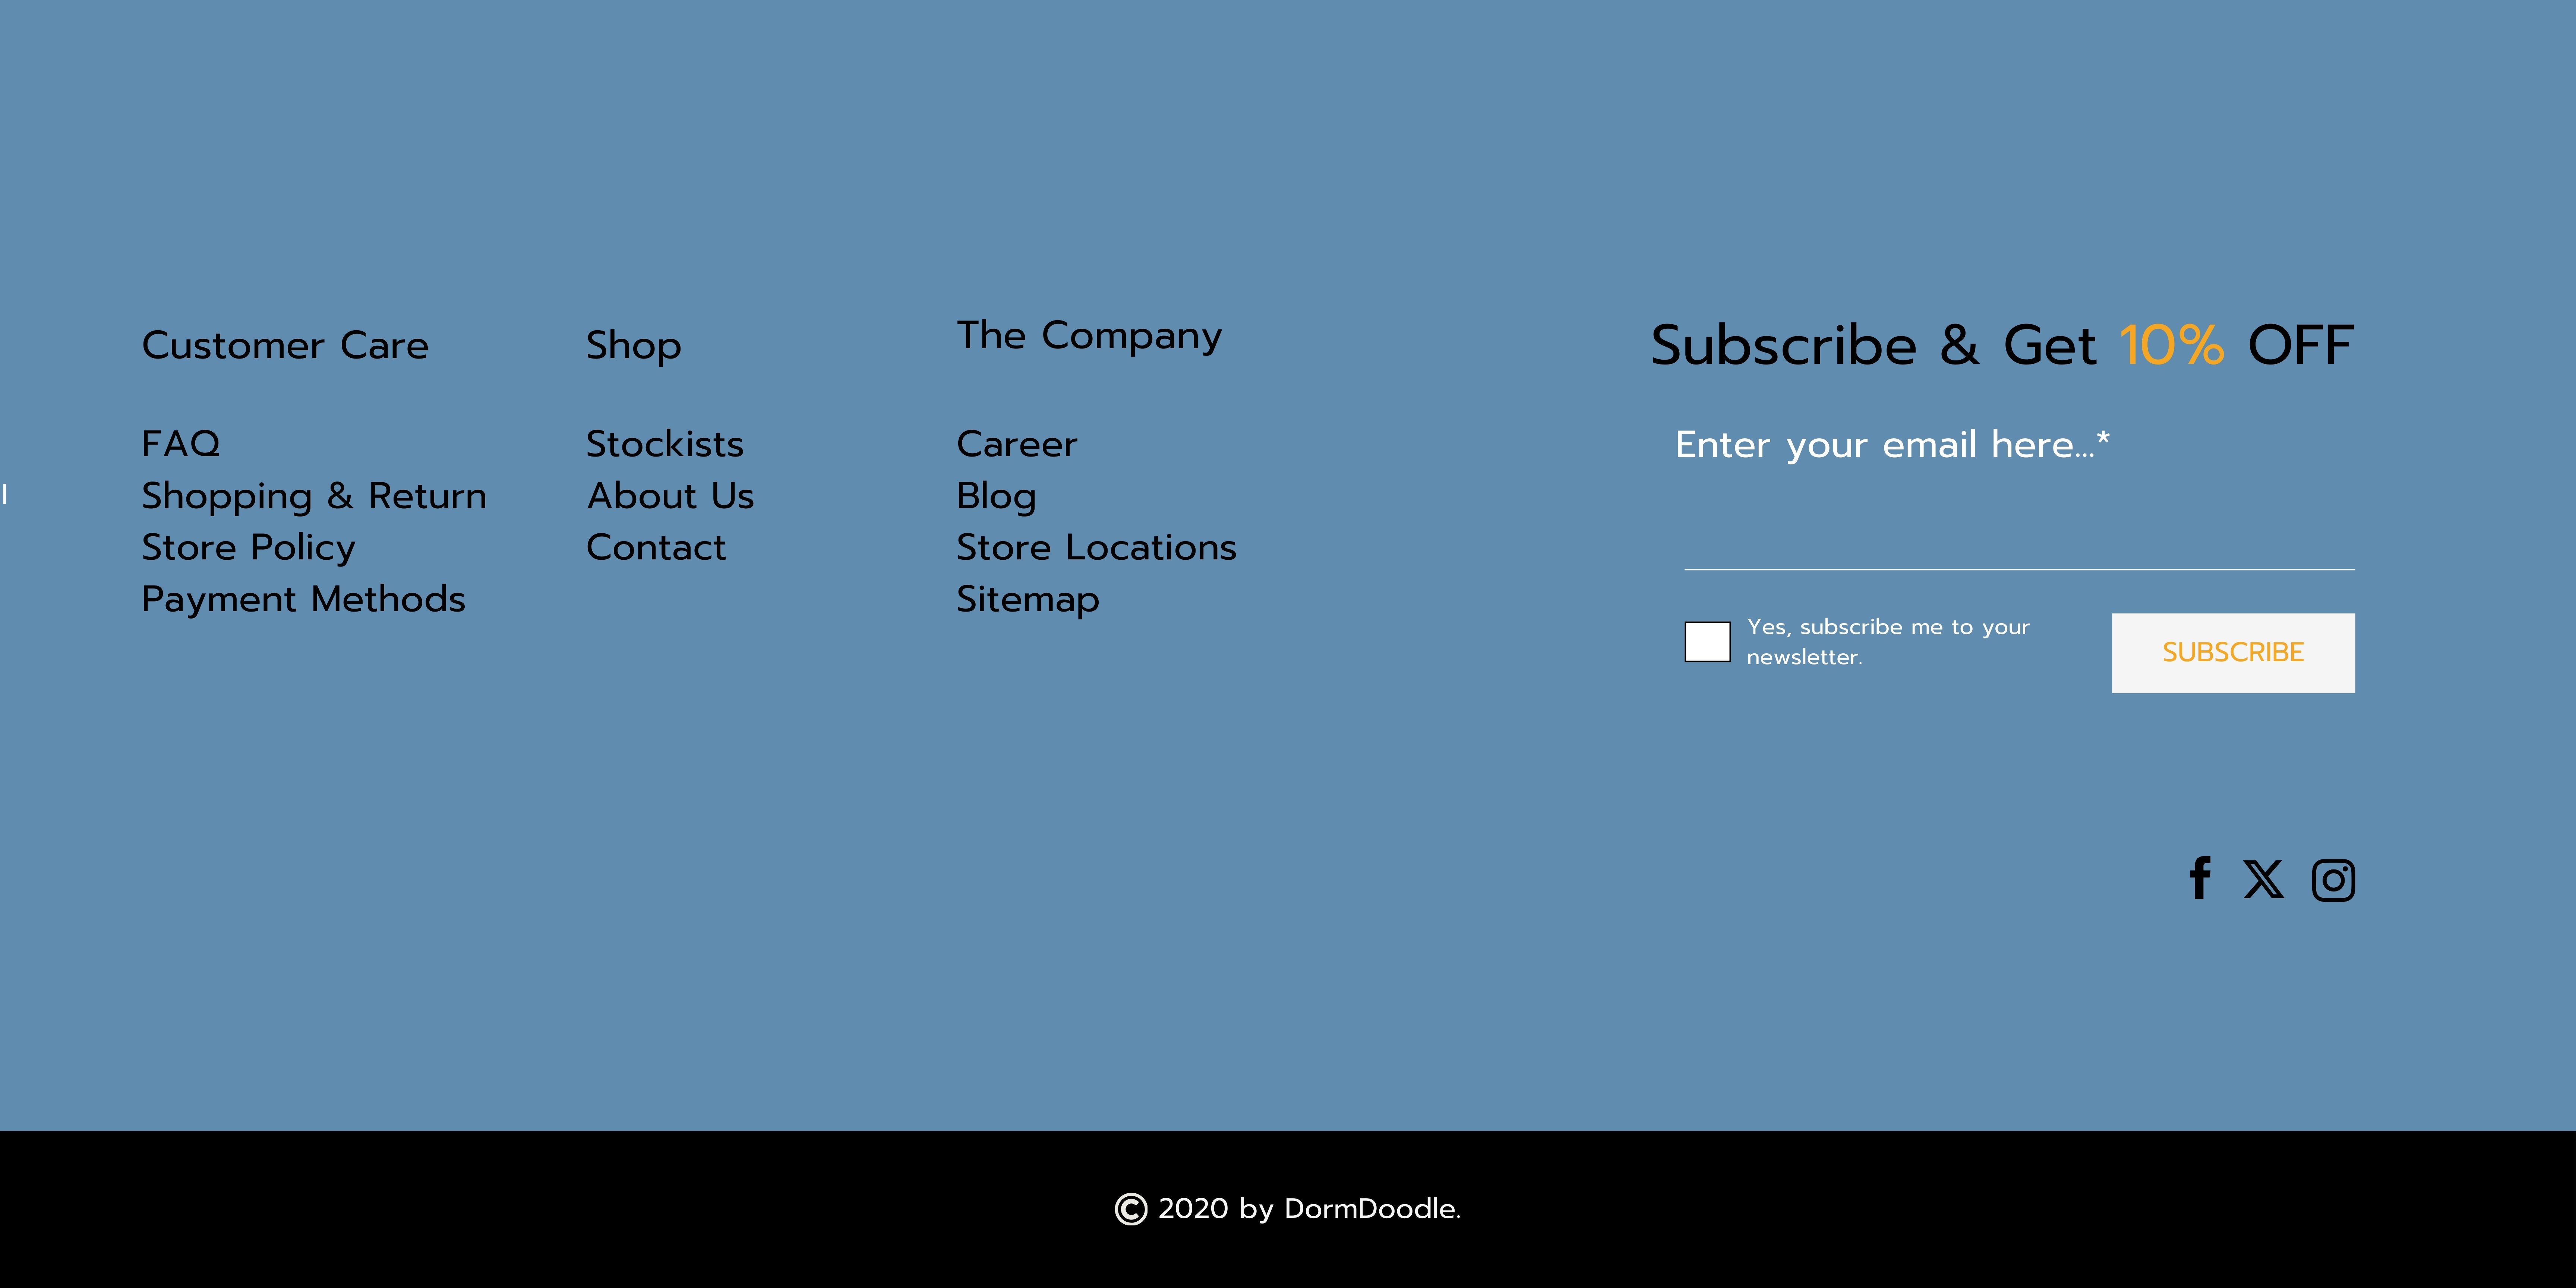 Customer Care
FAQ
Shopping & Return
Store Policy
Payment Methods
Shop
Stockists
About Us
Contact
The Company
Career
Blog
Store Locations
Sitemap
Subscribe & Get 10% OFF
Enter your email here...*
Yes, subscribe me to your
newsletter.
SUBSCRIBE
© 2020 by DormDoodle.